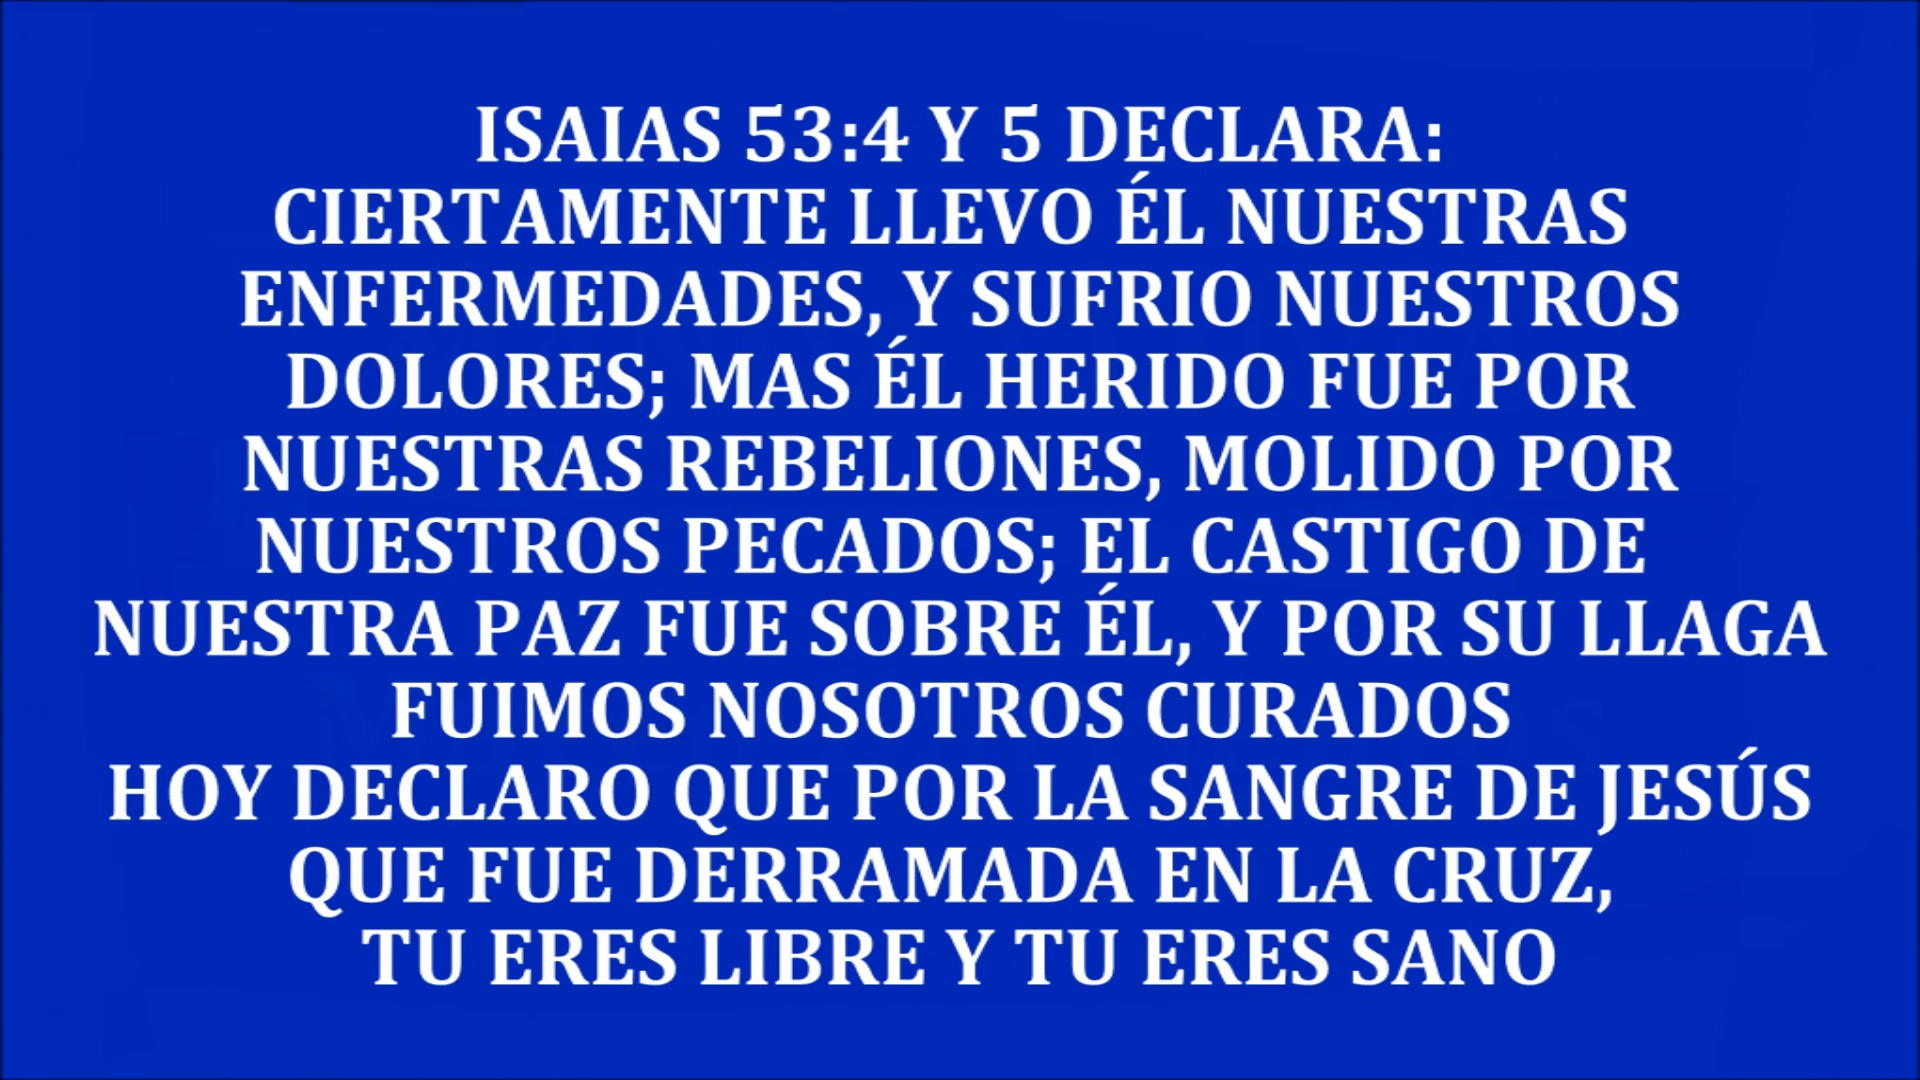 ISAIAS 53:4 Y 5 DECLARA:
CIERTAMENTE LLEVO ÉL NUESTRAS
ENFERMEDADES, Y SUFRIO NUESTROS
DOLORES; MAS ÉL HERIDO FUE POR
NUESTRAS REBELIONES, MOLIDO POR
NUESTROS PECADOS; EL CASTIGO DE
NUESTRA PAZ FUE SOBRE ÉL, Y POR SU LLAGA
FUIMOS NOSOTROS CURADOS
HOY DECLARO QUE POR LA SANGRE DE JESÚS
QUE FUE DERRAMADA EN LA CRUZ,
TU ERES LIBRE Y TU ERES SANO